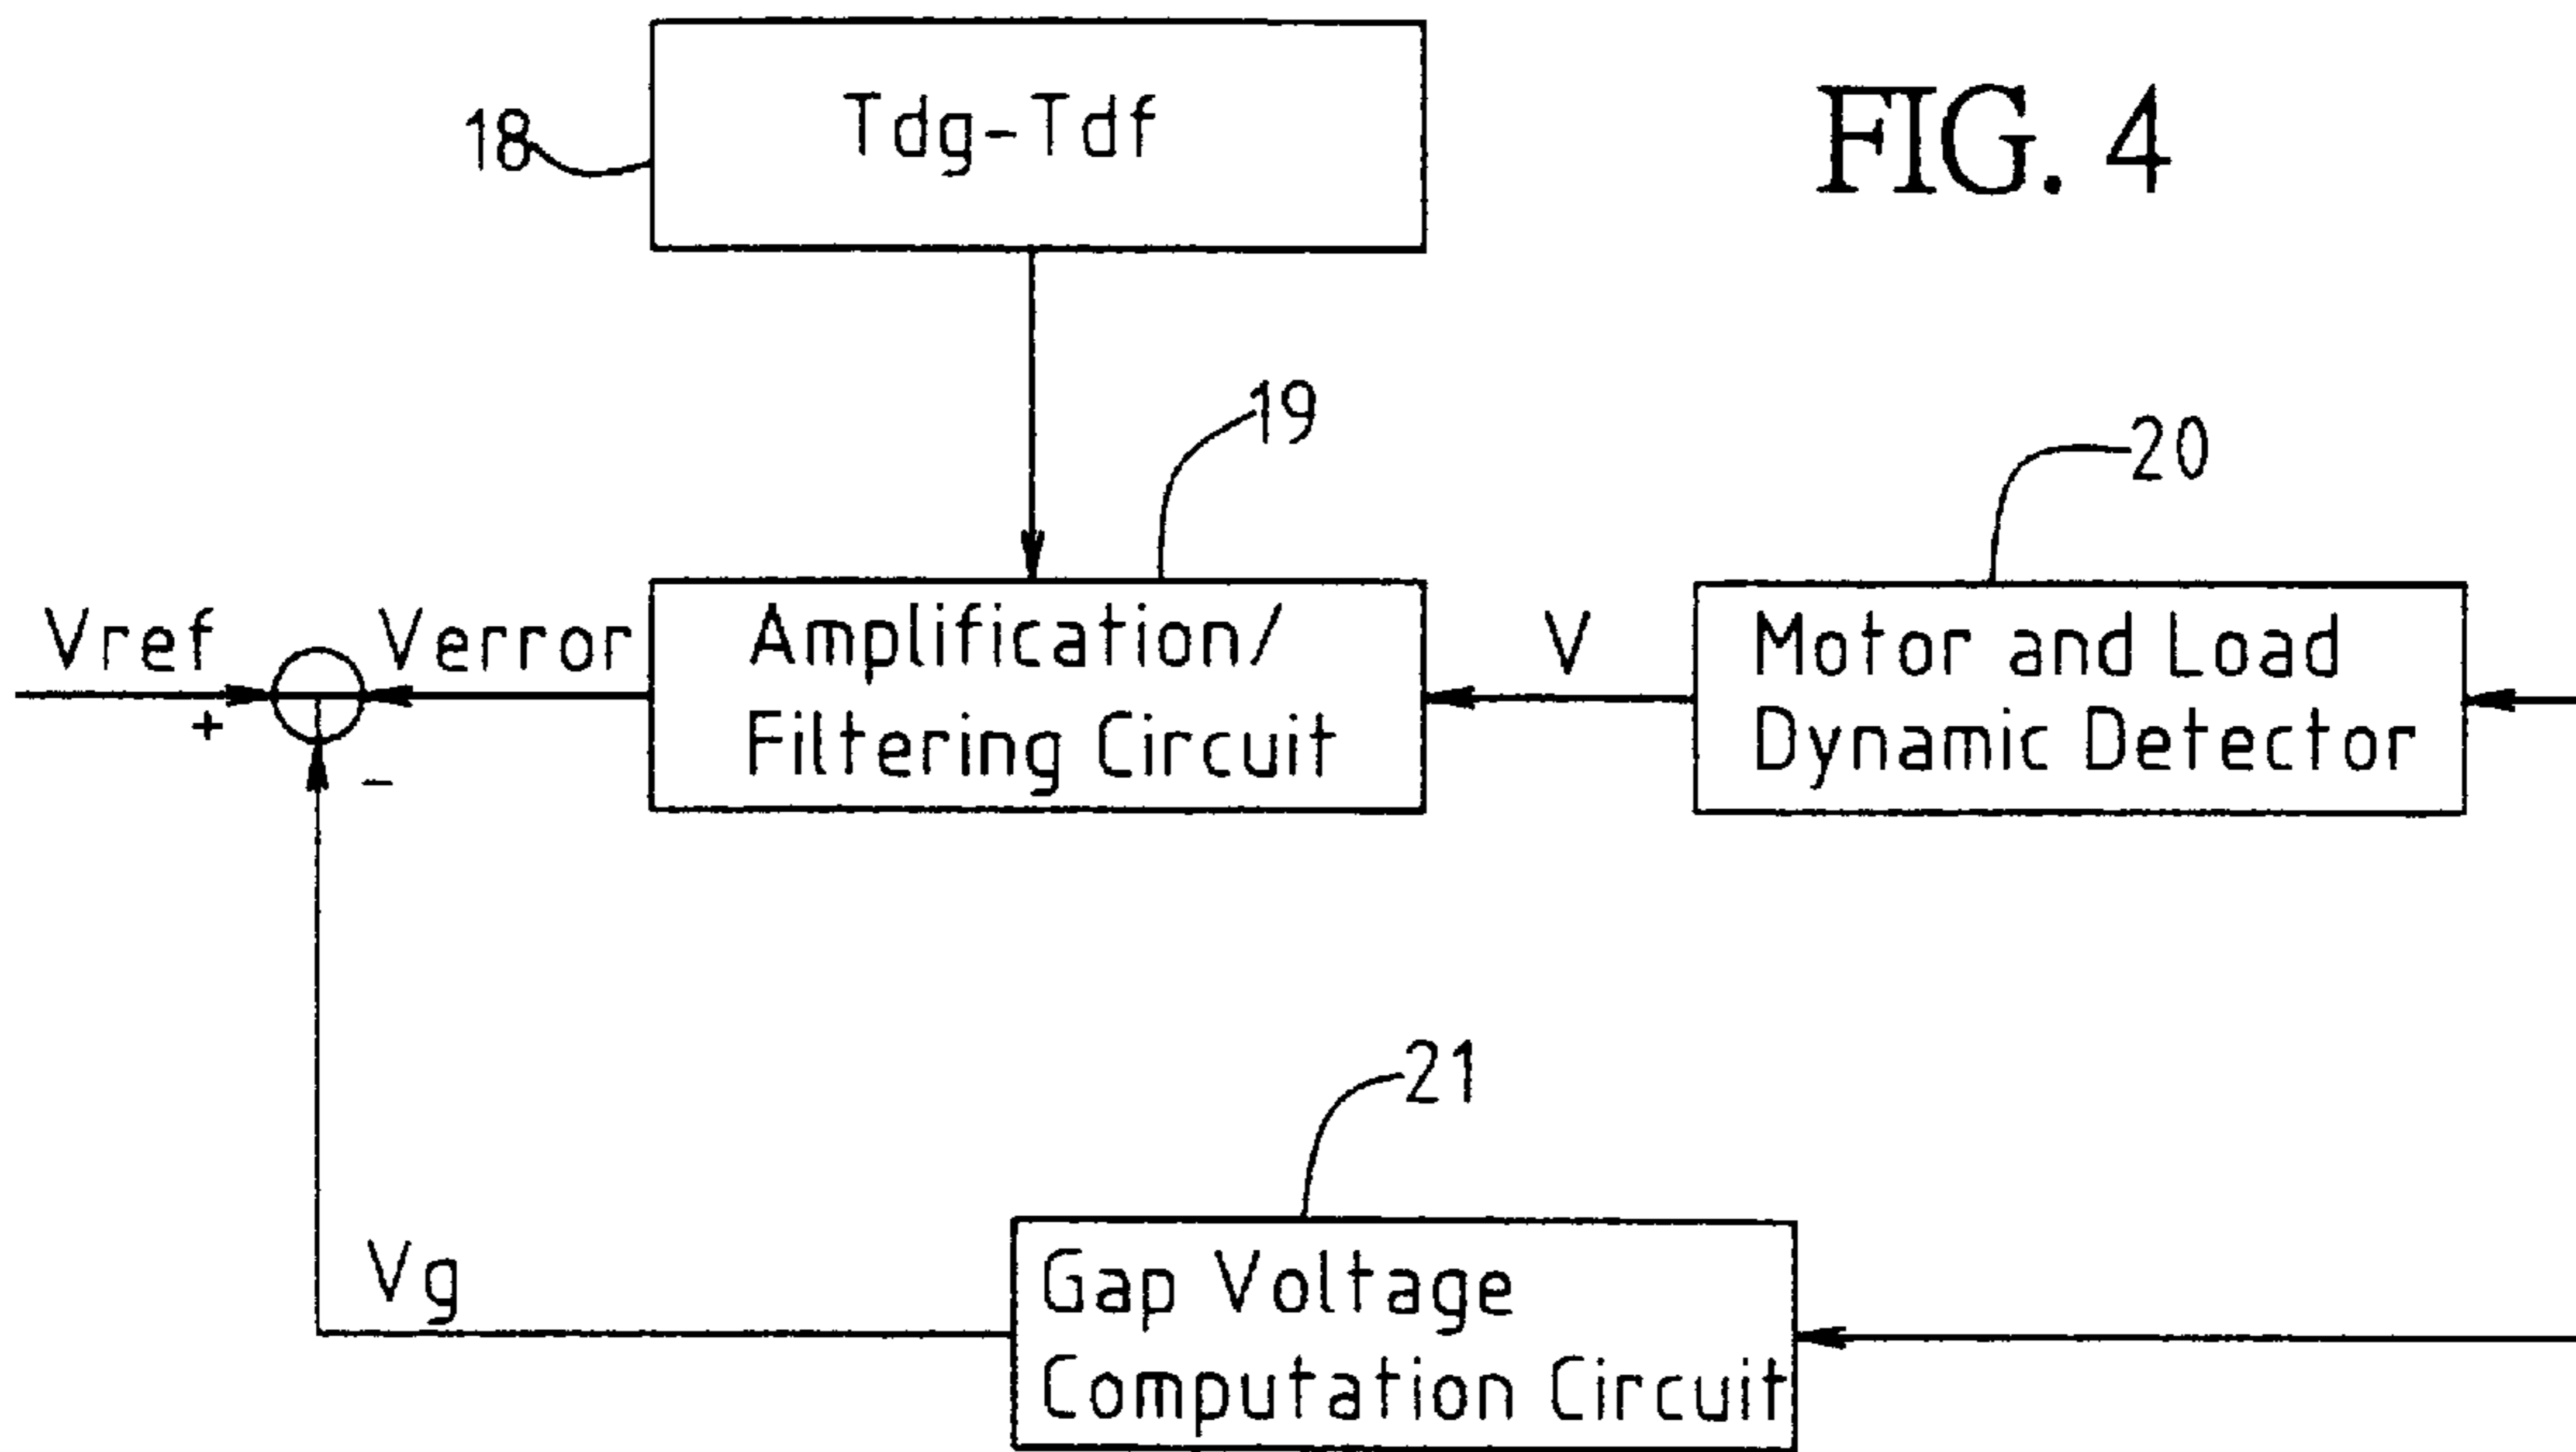 FIG. 4
18
Tdg-Tdf
19
20
Vref
+
-
Verror
Amplification/
Filtering Circuit
V
Motor and Load
Dynamic Detector
21
Vg
Gap Voltage
Computation Circuit